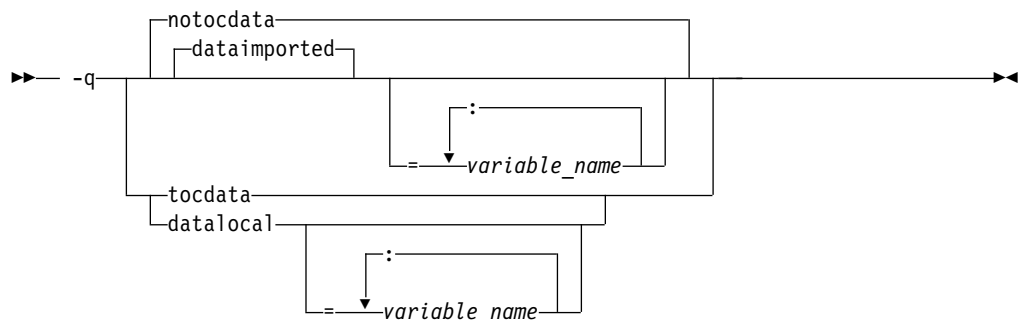 notocdata
dataimported
-q
:
= variable_name
tocdata
datalocal
:
= variable_name